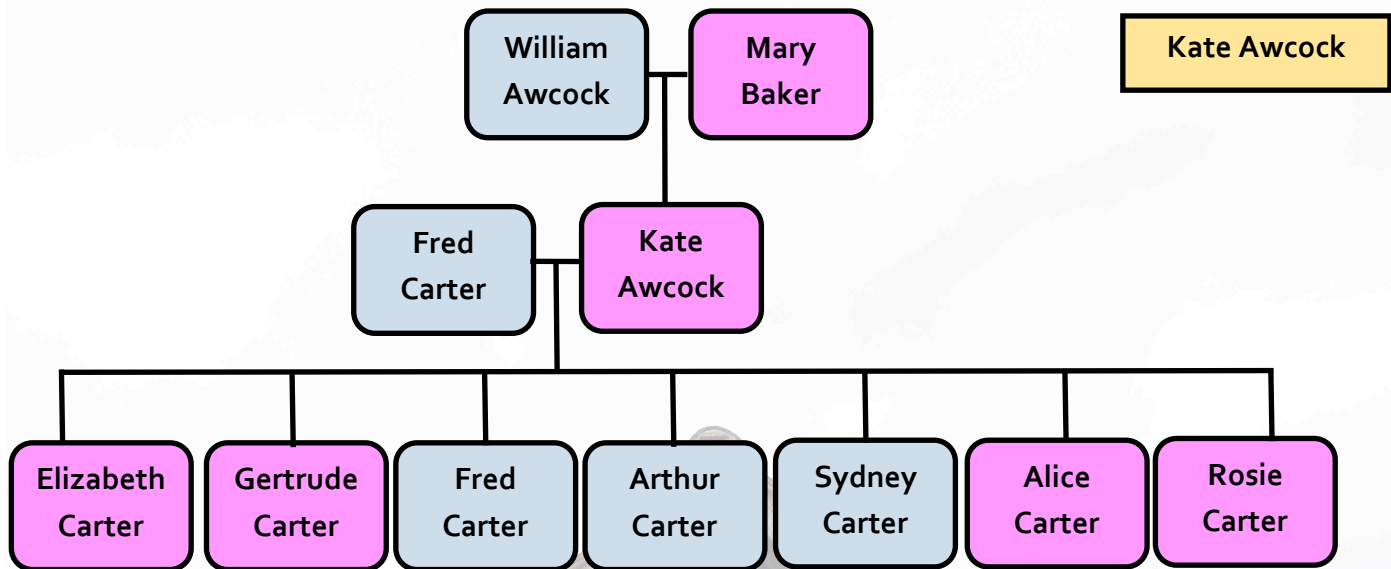 William
Awcock
Mary
Baker
Kate Awcock
Fred
Carter
Kate
Awcock
Elizabeth
Carter
Gertrude
Carter
Fred
Carter
Arthur
Carter
Sydney
Carter
Alice
Carter
Rosie
Carter